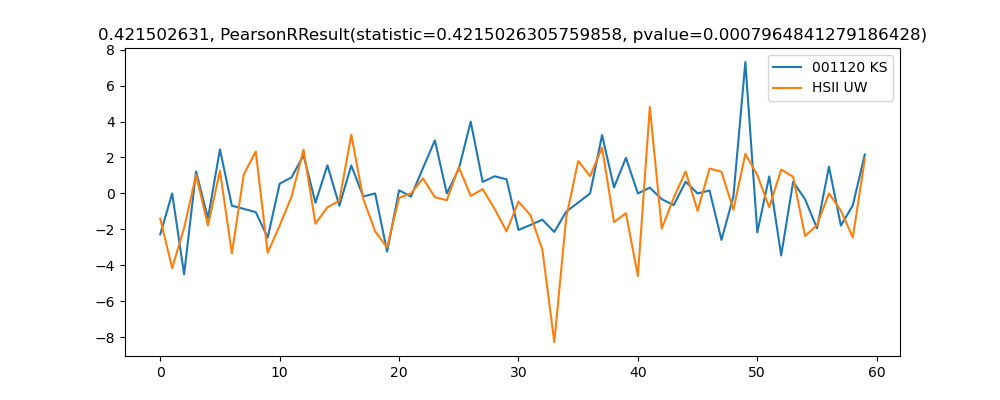 0.421502631, PearsonRResult(statistic=0.4215026305759858, pvalue=0.0007964841279186428)
8
6
4
2
0
−2
−4
−6
−8
0 10 20 30 40 50 60
001120 KS
HSII UW